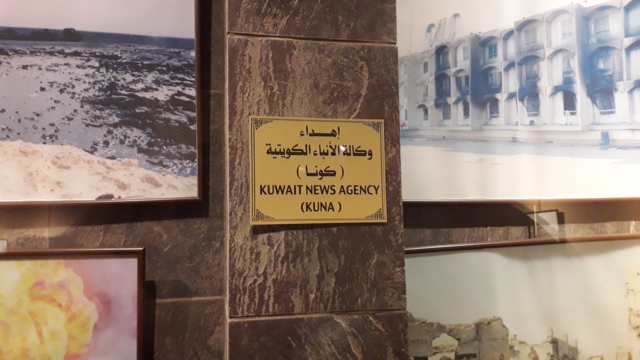 إهداء
وكالة الأنباء الكويتية
( كونا )
KUWAIT NEWS AGENCY
(KUNA )